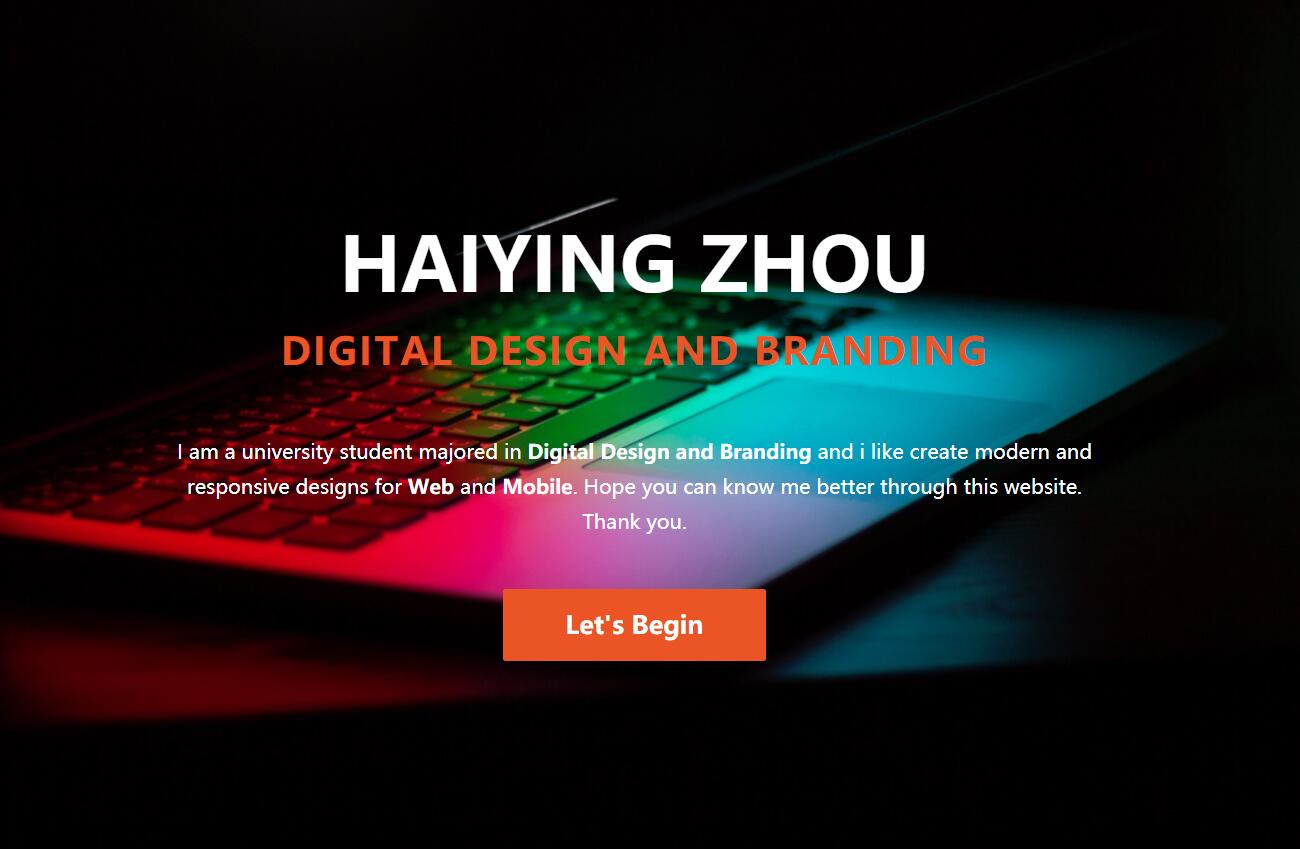 HAIYING ZHOU
DIGITAL DESIGN AND BRANDING
I am a university student majored in Digital Design and Branding and i like create modern and
responsive designs for Web and Mobile. Hope you can know me better through this website.
Thank you.
Let's Begin